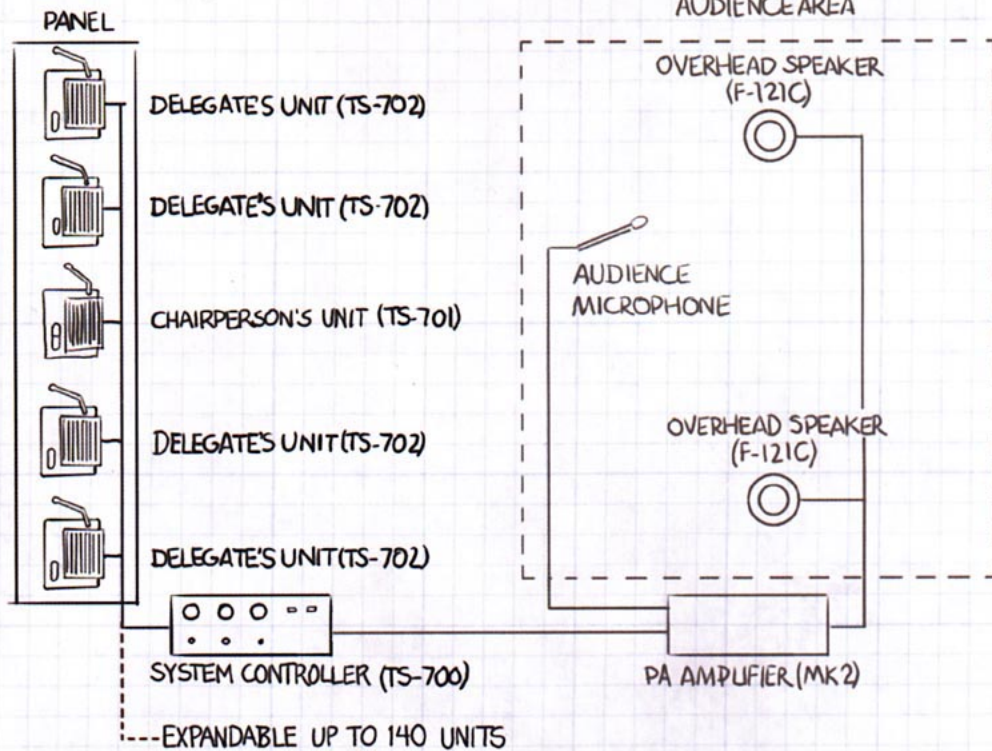 PANEL
DELEGATE'S UNIT (TS-702)
DELEGATE'S UNIT (TS-702)
CHAIRPERSON'S UNIT (TS-701)
DELEGATE'S UNIT (TS-702)
DELEGATE'S UNIT (TS-702)
SYSTEM CONTROLLER (TS-700)
EXPANDABLE UP TO 140 UNITS
AUDIENCE AREA
OVERHEAD SPEAKER
(F-121C)
AUDIENCE
MICROPHONE
OVERHEAD SPEAKER
(F-121C)
PA AMPLIFIER (MK2)